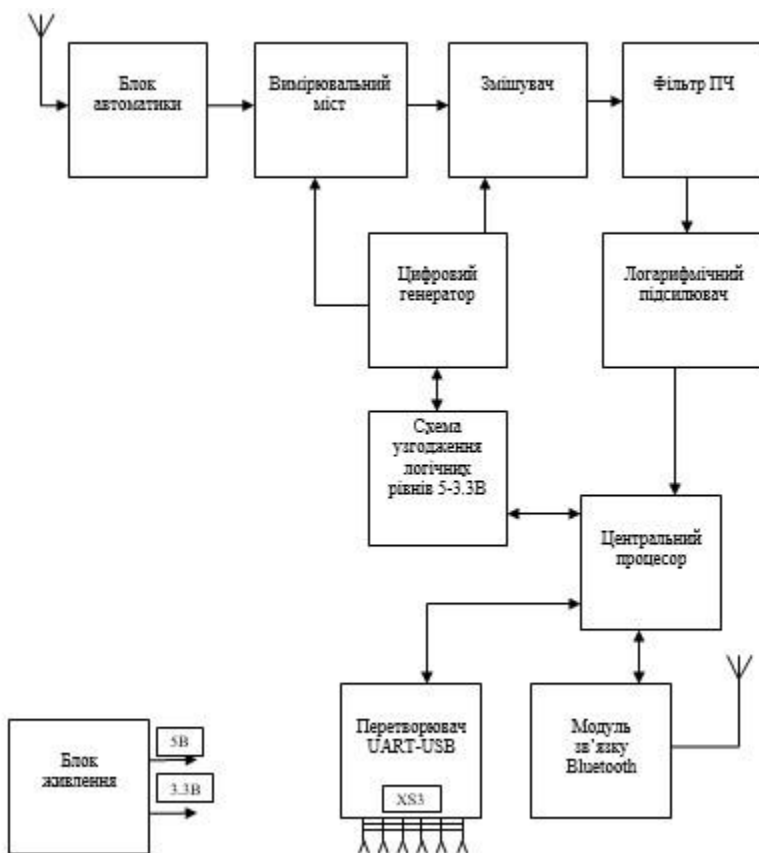 Блок
автоматики
Вимірювальний
міст
Змішувач
Фільтр ПЧ
Цифровий
генератор
Логарифмічний
підсилювач
Схема
узгодження
логічних
рівнів 5-3.3В
Центральний
процесор
Перетворювач
UART-USB
XS3
Модуль
зв’язку
Bluetooth
Блок
живлення
5В
3.3В